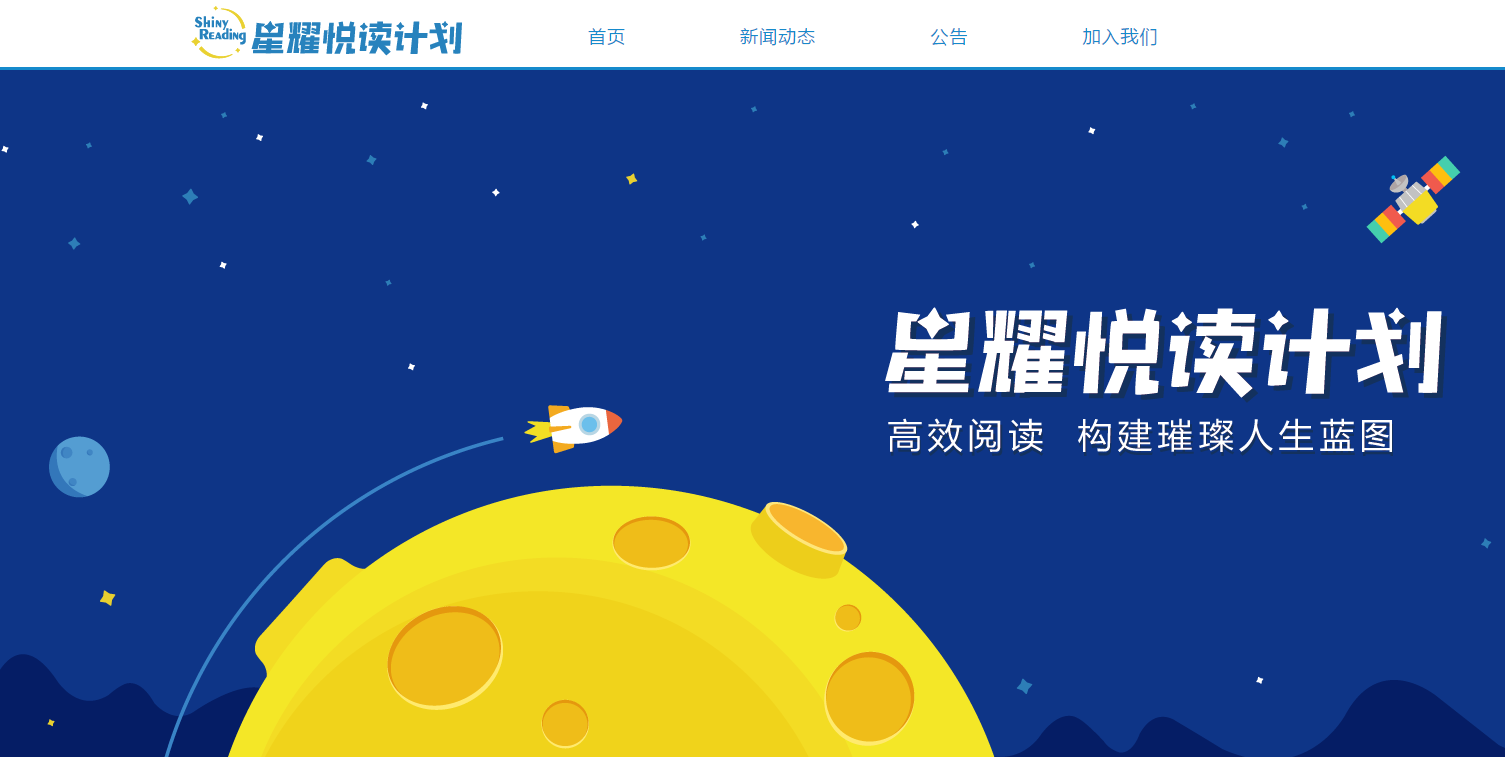 Shiny
Reading
星耀悦读计划
首页 新闻动态 公告 加入我们
星耀悦读计划
高效阅读 构建璀璨人生蓝图